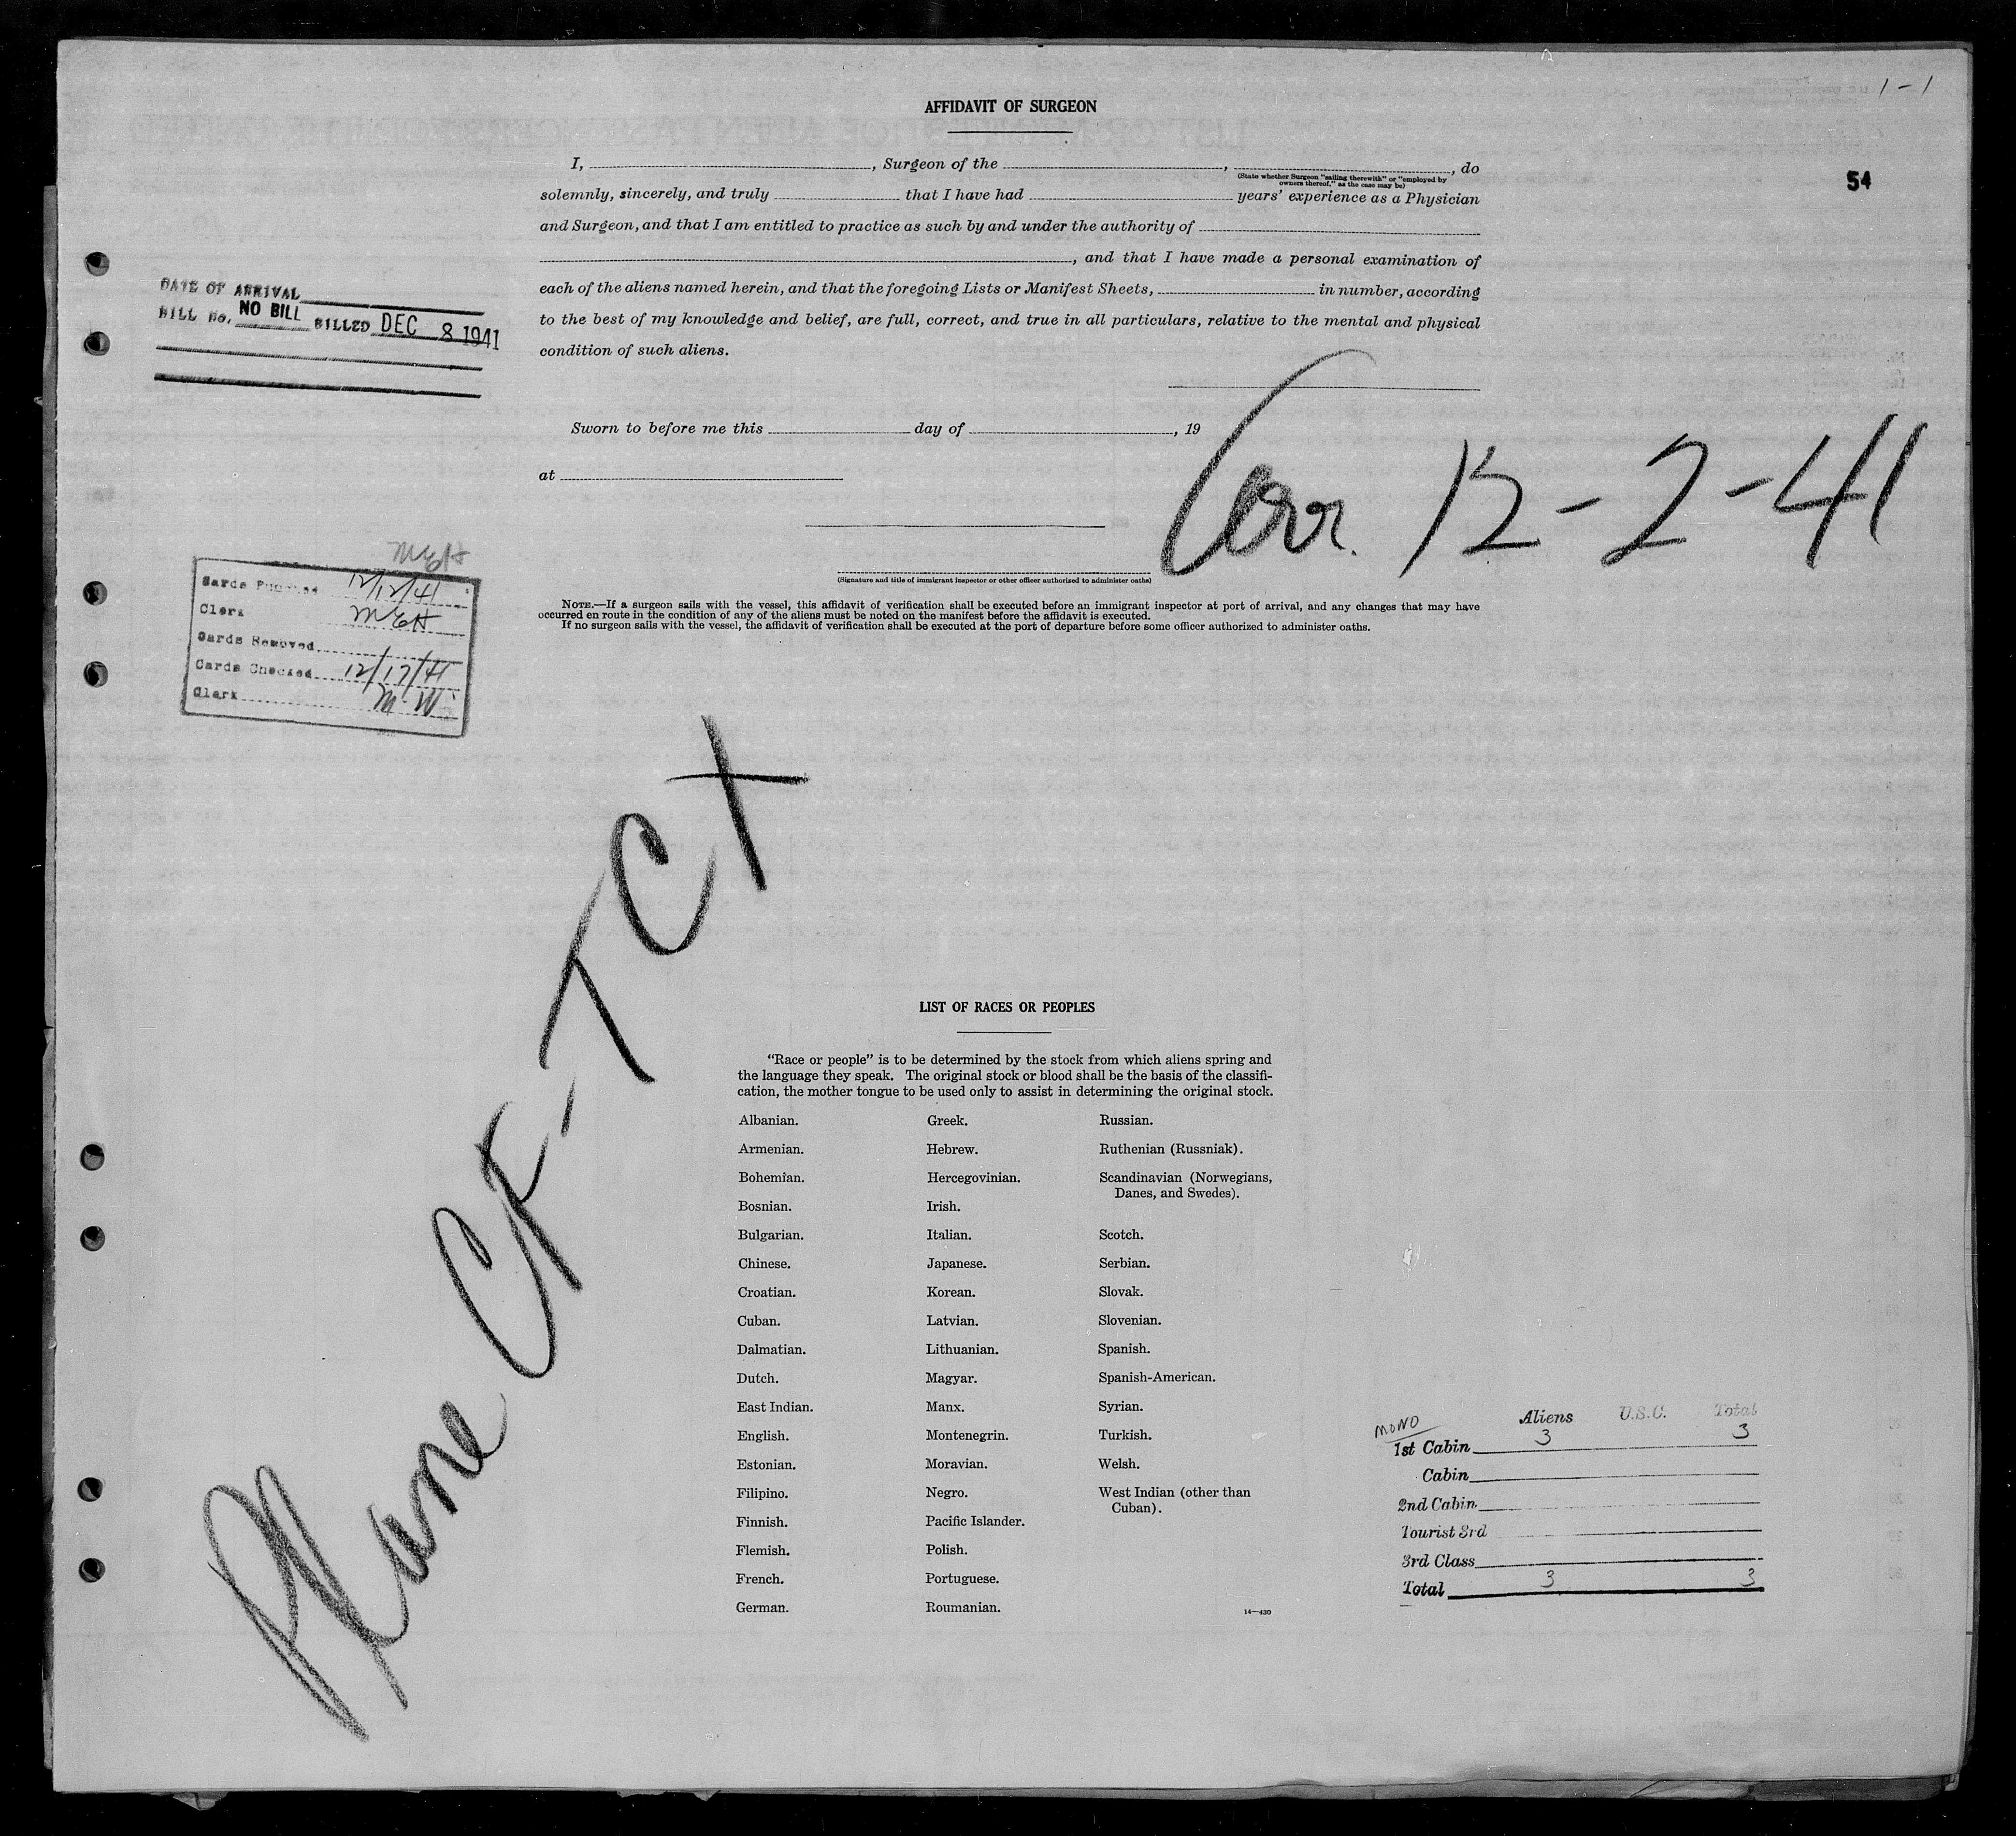 1-1
54
AFFIDAVIT OF SURGEON
I, , Surgeon of the , , do
(State whether Surgeon "sailing therewith" or "employed by
owners thereof," as the case may be)
solemnly, sincerely, and truly that I have had years' experience as a Physician
and Surgeon, and that I am entitled to practice as such by and under the authority of
, and that I have made a personal examination of
each of the aliens named herein, and that the foregoing Lists or Manifest Sheets, in number, according
to the best of my knowledge and belief, are full, correct, and true in all particulars, relative to the mental and physical
condition of such aliens.
DATE OF ARRIVAL
BILL No. NO BILL BILLED DEC 8 1941
Sworn to before me this day of , 19
at
Corr. 12-2-41
(Signature and title of immigrant inspector or other officer authorized to administer oaths)
NOTE.—If a surgeon sails with the vessel, this affidavit of verification shall be executed before an immigrant inspector at port of arrival, and any changes that may have
occurred en route in the condition of any of the aliens must be noted on the manifest before the affidavit is executed.
If no surgeon sails with the vessel, the affidavit of verification shall be executed at the port of departure before some officer authorized to administer oaths.
MEH
Cards Punched 12/12/41
Clerk MEH
Cards Removed
Cards Checked 12/17/41
Clerk M.W.
Plane CF-TCX
LIST OF RACES OR PEOPLES
"Race or people" is to be determined by the stock from which aliens spring and
the language they speak. The original stock or blood shall be the basis of the classifi-
cation, the mother tongue to be used only to assist in determining the original stock.
Albanian.
Armenian.
Bohemian.
Bosnian.
Bulgarian.
Chinese.
Croatian.
Cuban.
Dalmatian.
Dutch.
East Indian.
English.
Estonian.
Filipino.
Finnish.
Flemish.
French.
German.
Greek.
Hebrew.
Hercegovinian.
Irish.
Italian.
Japanese.
Korean.
Latvian.
Lithuanian.
Magyar.
Manx.
Montenegrin.
Moravian.
Negro.
Pacific Islander.
Polish.
Portuguese.
Roumanian.
Russian.
Ruthenian (Russniak).
Scandinavian (Norwegians,
Danes, and Swedes).
Scotch.
Serbian.
Slovak.
Slovenian.
Spanish.
Spanish-American.
Syrian.
Turkish.
Welsh.
West Indian (other than
Cuban).
14—430
MONO Aliens U.S.C. Total
1st Cabin 3 3
Cabin
2nd Cabin
Tourist 3rd
3rd Class
Total 3 3